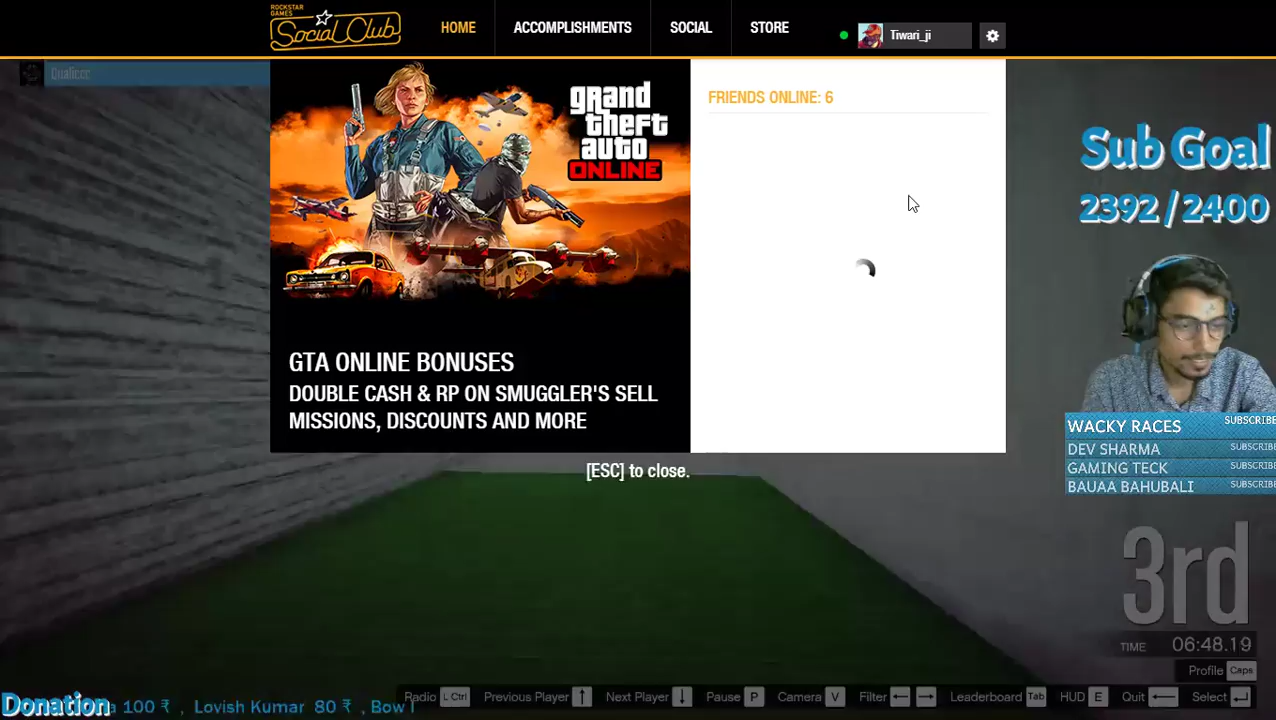 ROCKSTAR
GAMES
Social Club
HOME
ACCOMPLISHMENTS
SOCIAL
STORE
Tiwari_ji
FRIENDS ONLINE: 6
grand
theft
auto
ONLINE
Sub Goal
2392 / 2400
GTA ONLINE BONUSES
DOUBLE CASH & RP ON SMUGGLER'S SELL
MISSIONS, DISCOUNTS AND MORE
[ESC] to close.
WACKY RACES SUBSCRIBE
DEV SHARMA SUBSCRIBE
GAMING TECK SUBSCRIBE
BAUAA BAHUBALI SUBSCRIBE
3rd
TIME 06:48.19
Profile Caps
Radio L Ctrl Previous Player ↑ Next Player ↓ Pause P Camera V Filter ← → Leaderboard Tab HUD E Quit ← Select
Donation
a 100 ₹ , Lovish Kumar 80 ₹ , Bow